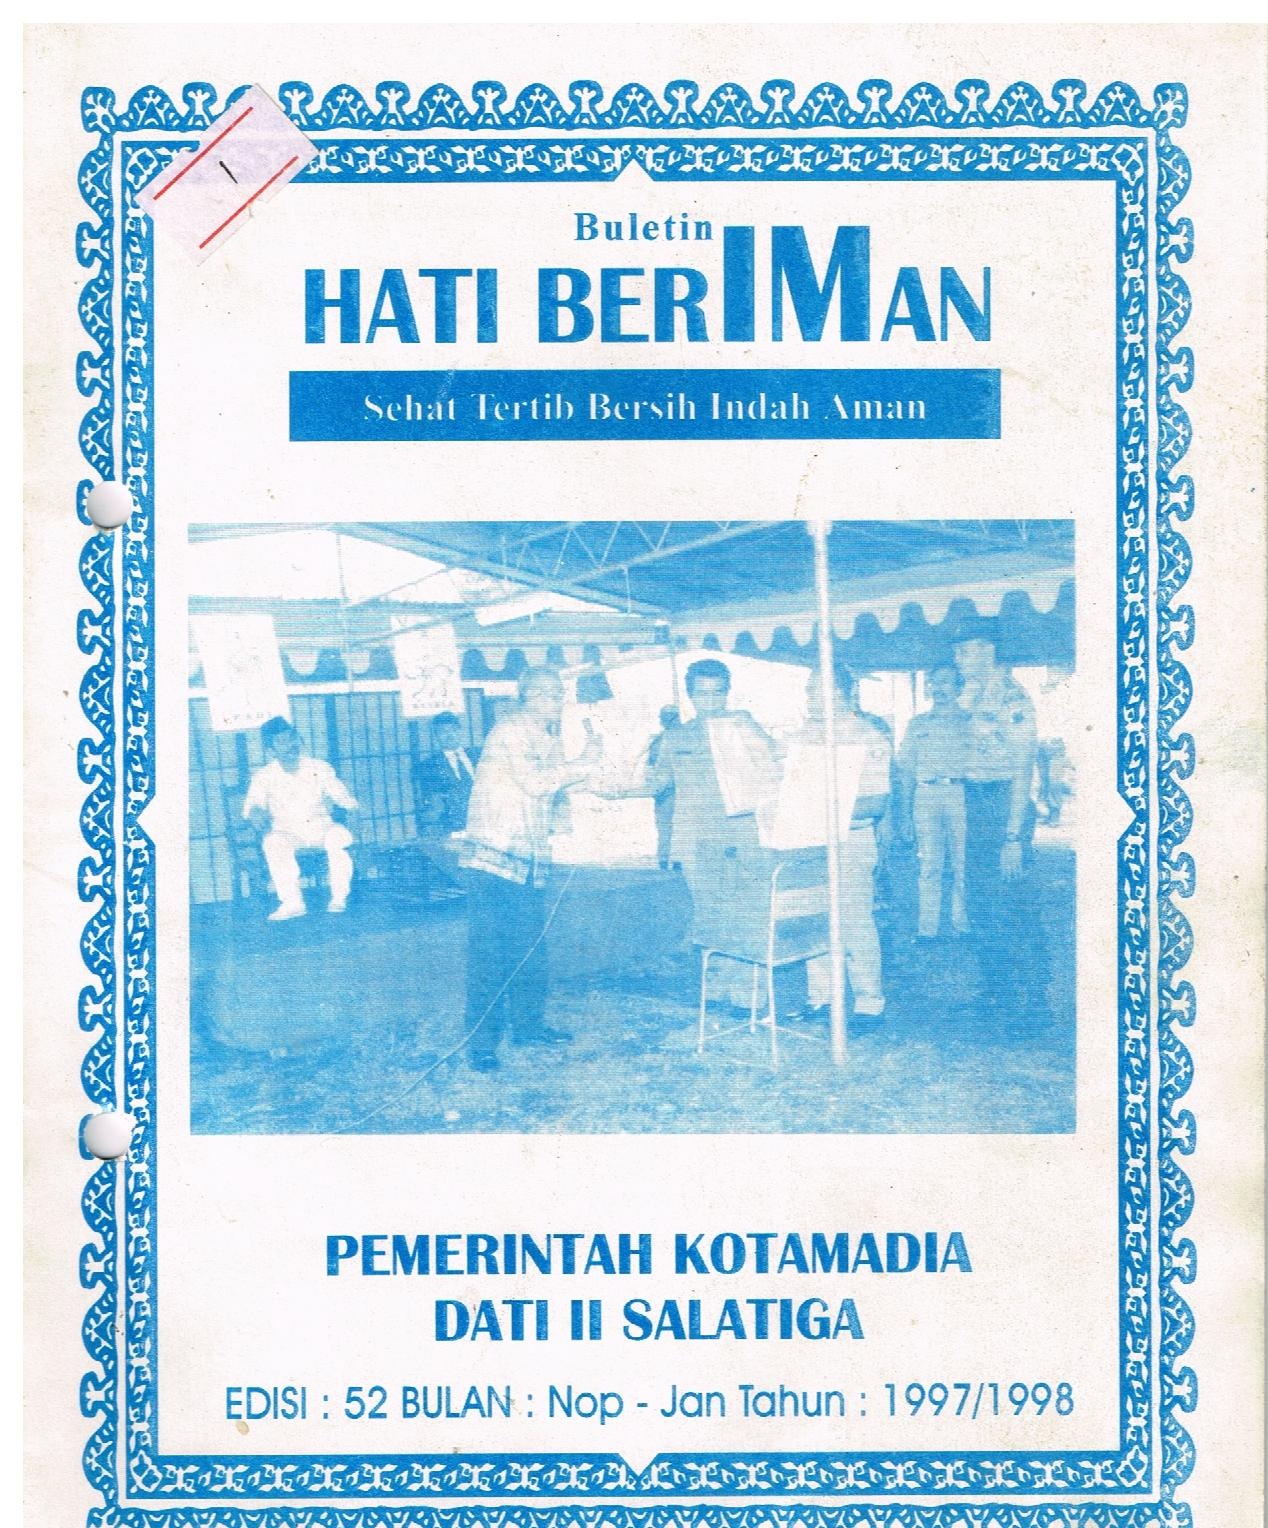 Buletin
HATI BERIMAN
Sehat Tertib Bersih Indah Aman
PEMERINTAH KOTAMADIA
DATI II SALATIGA
EDISI : 52 BULAN : Nop - Jan Tahun : 1997/1998